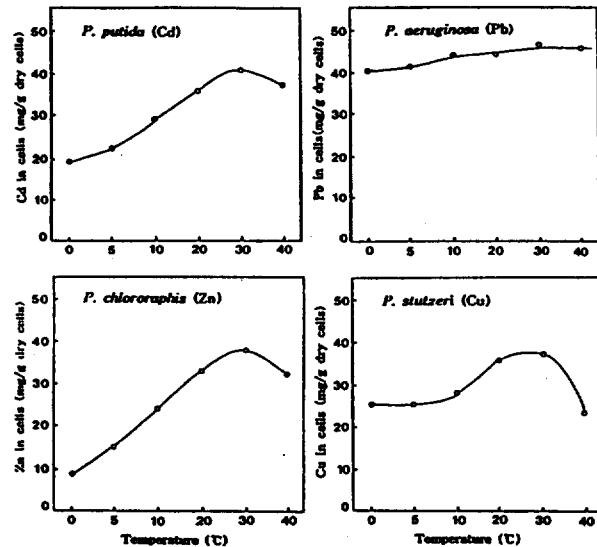 P. putida (Cd)
Cd in cells (mg/g dry cells)
50
40
30
20
10
0
0 5 10 20 30 40
P. aeruginosa (Pb)
Pb in cells(mg/g dry cells)
50
40
30
20
10
0
0 5 10 20 30 40
P. chlororaphis (Zn)
Zn in cells (mg/g dry cells)
50
40
30
20
10
0
0 5 10 20 30 40
Temperature (℃)
P. stutzeri (Cu)
Cu in cells (mg/g dry cells)
50
40
30
20
10
0
0 5 10 20 30 40
Temperature (℃)